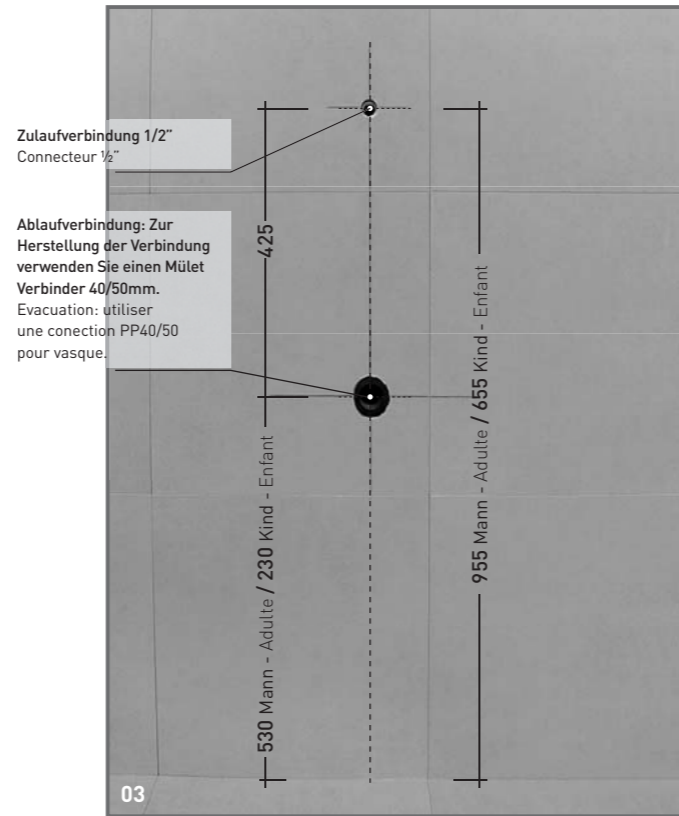 Zulaufverbindung 1/2”
Connecteur ½”
Ablaufverbindung: Zur
Herstellung der Verbindung
verwenden Sie einen Mület
Verbinder 40/50mm.
Evacuation: utiliser
une conection PP40/50
pour vasque.
425
530 Mann - Adulte / 230 Kind - Enfant
955 Mann - Adulte / 655 Kind - Enfant
03